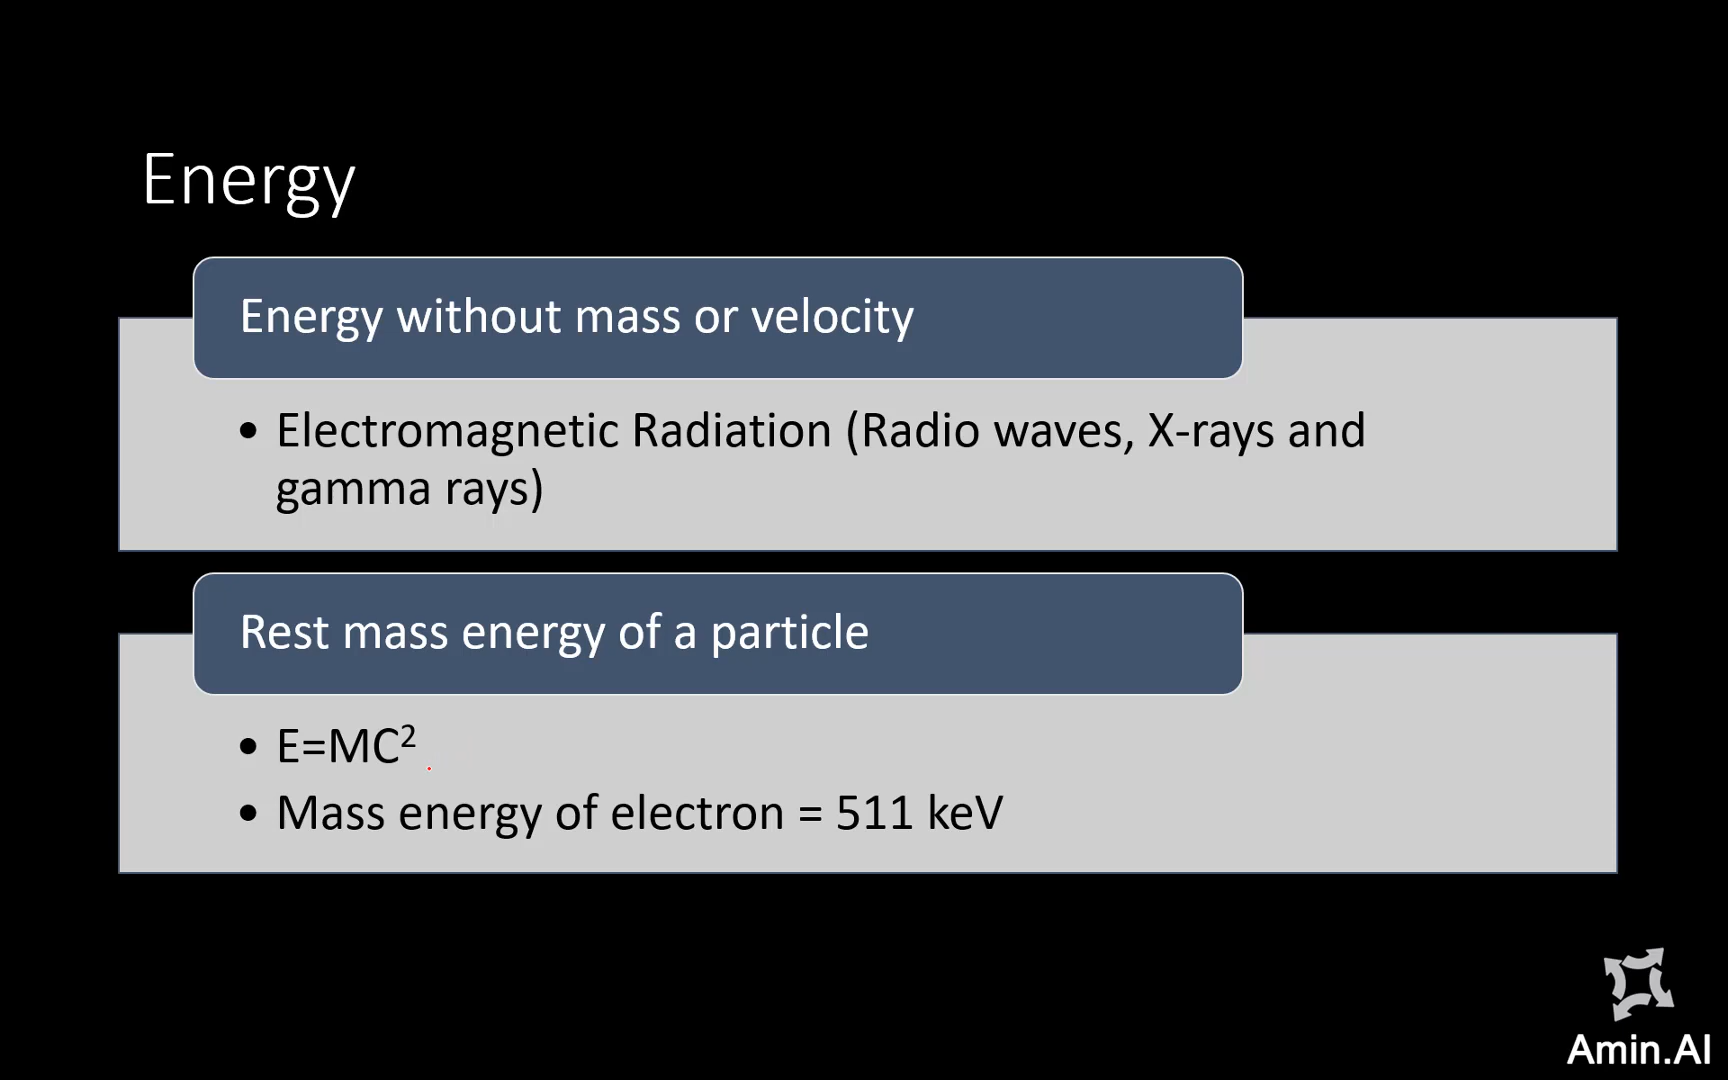 Energy
Energy without mass or velocity
• Electromagnetic Radiation (Radio waves, X-rays and
gamma rays)
Rest mass energy of a particle
• E=MC²
• Mass energy of electron = 511 keV
Amin.AI